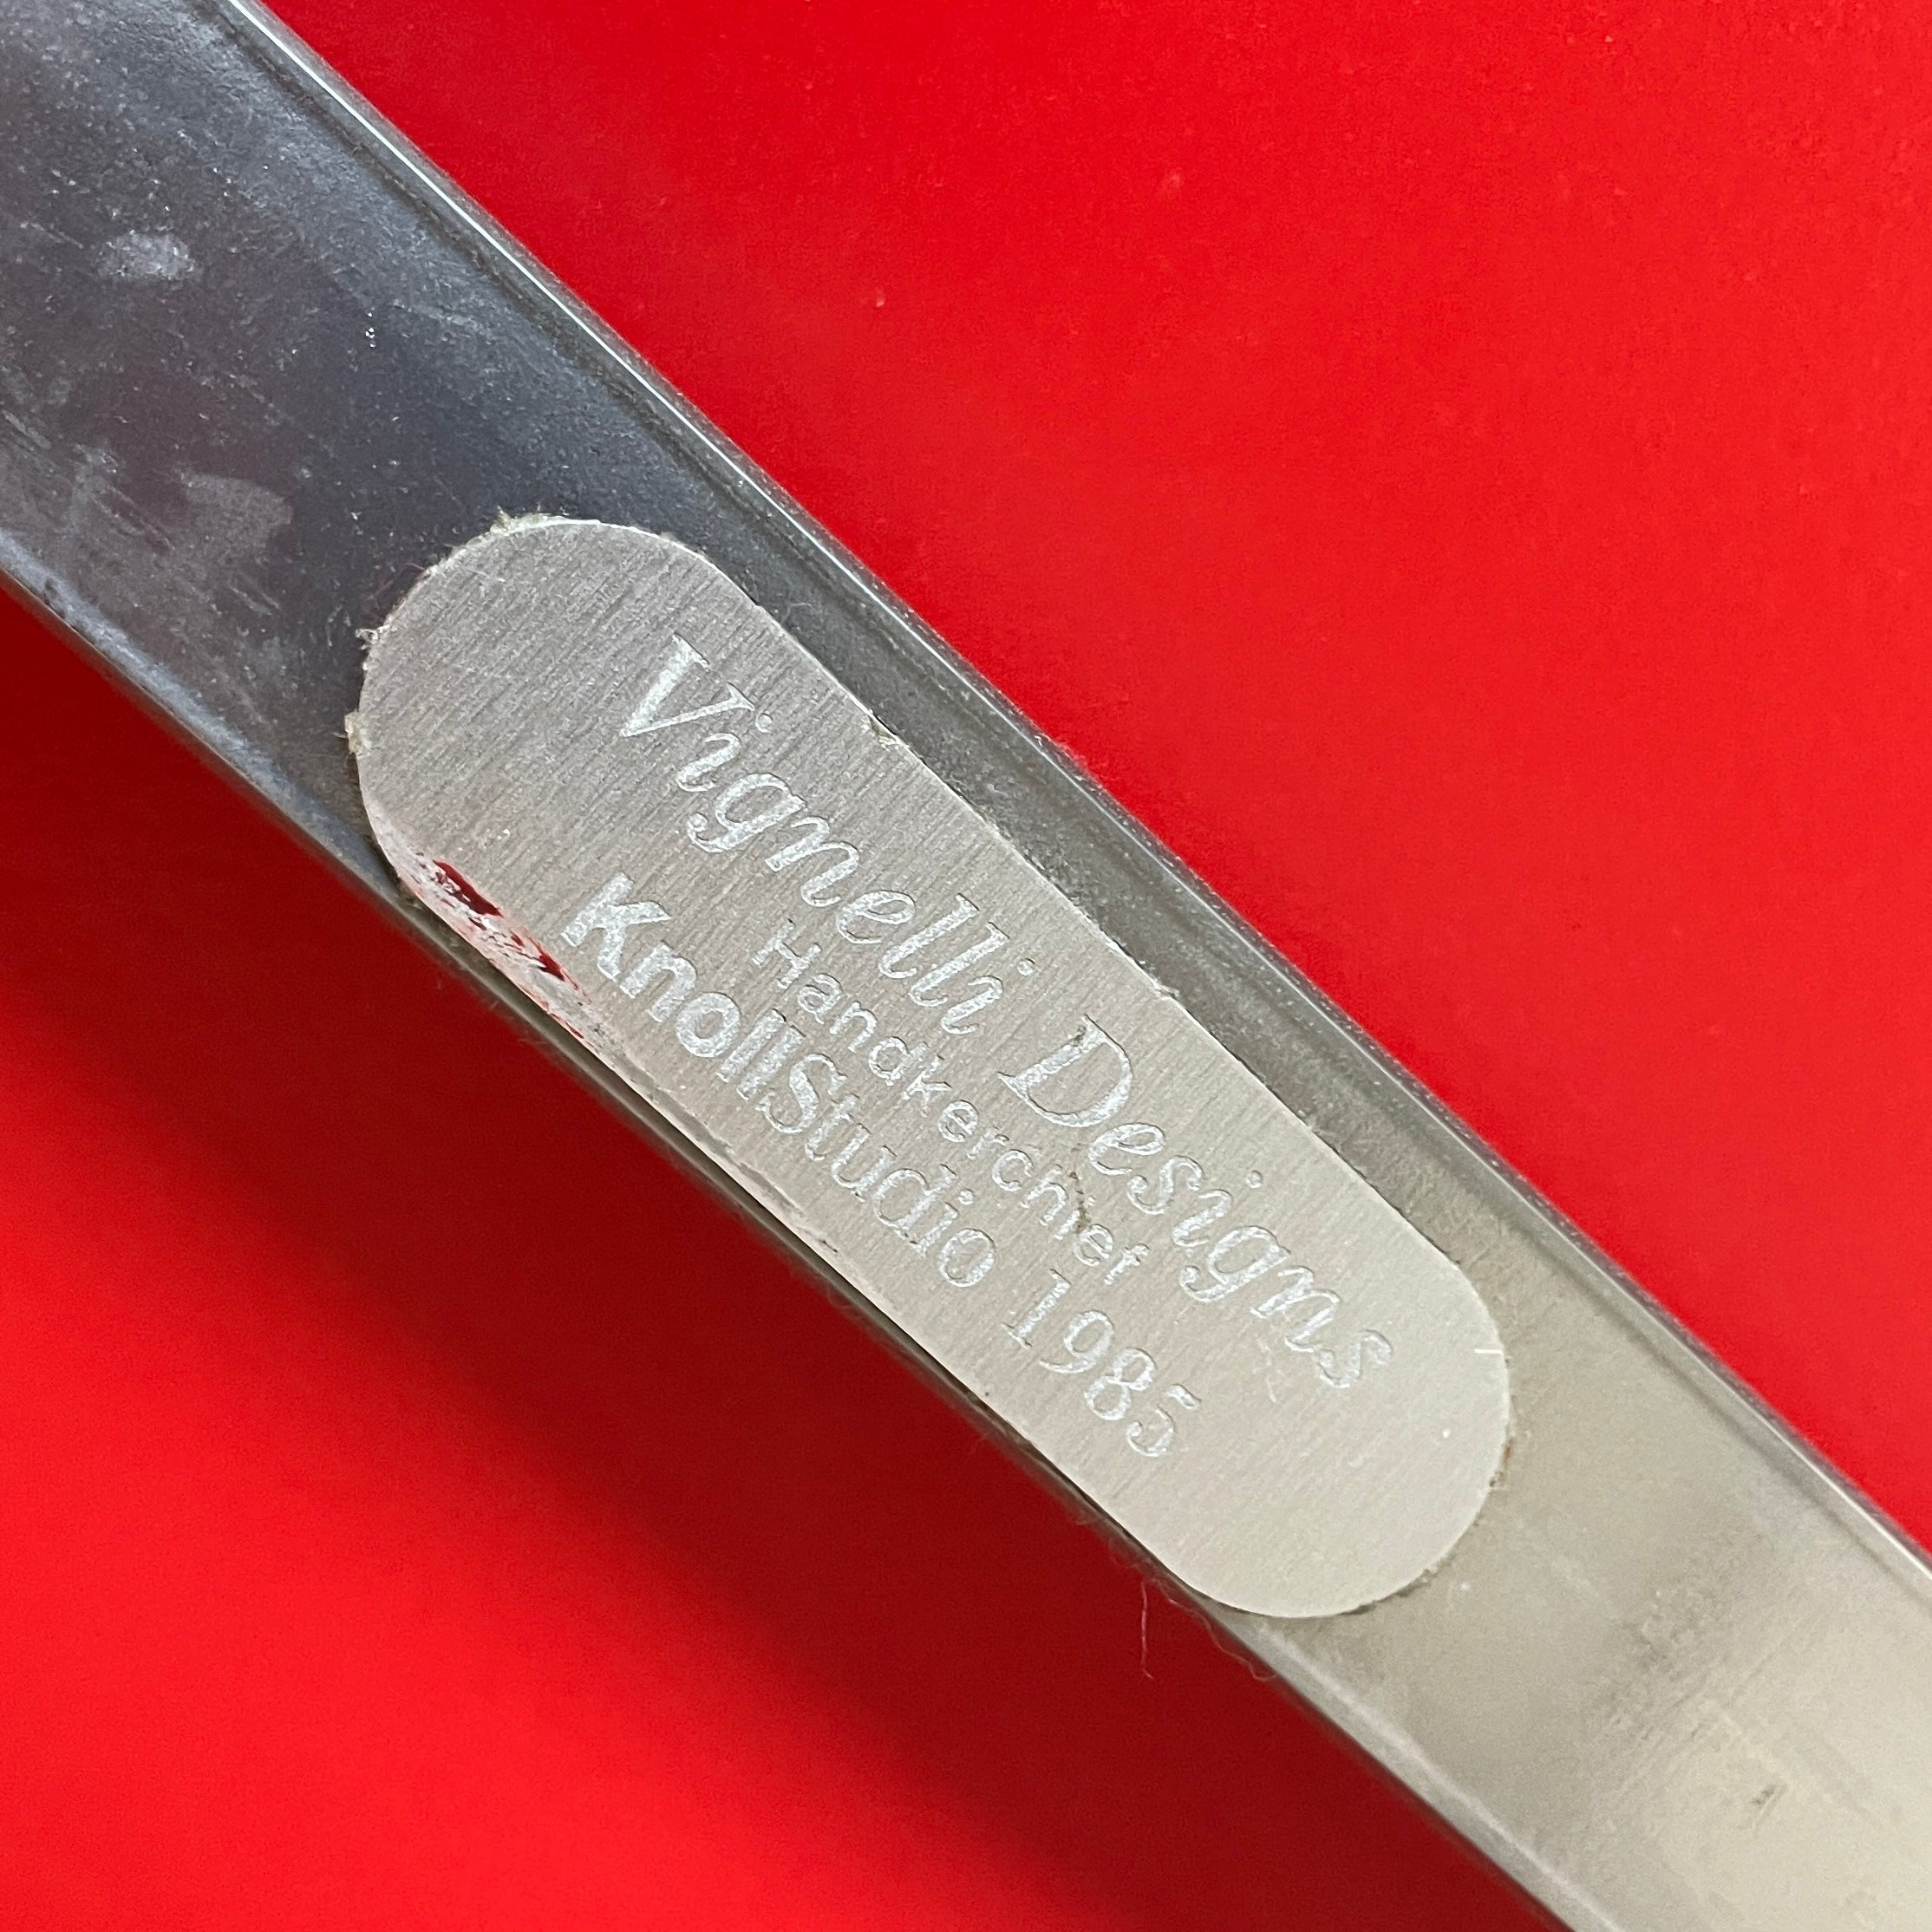 Vignelli Designs
Handkerchief
KnollStudio 1985